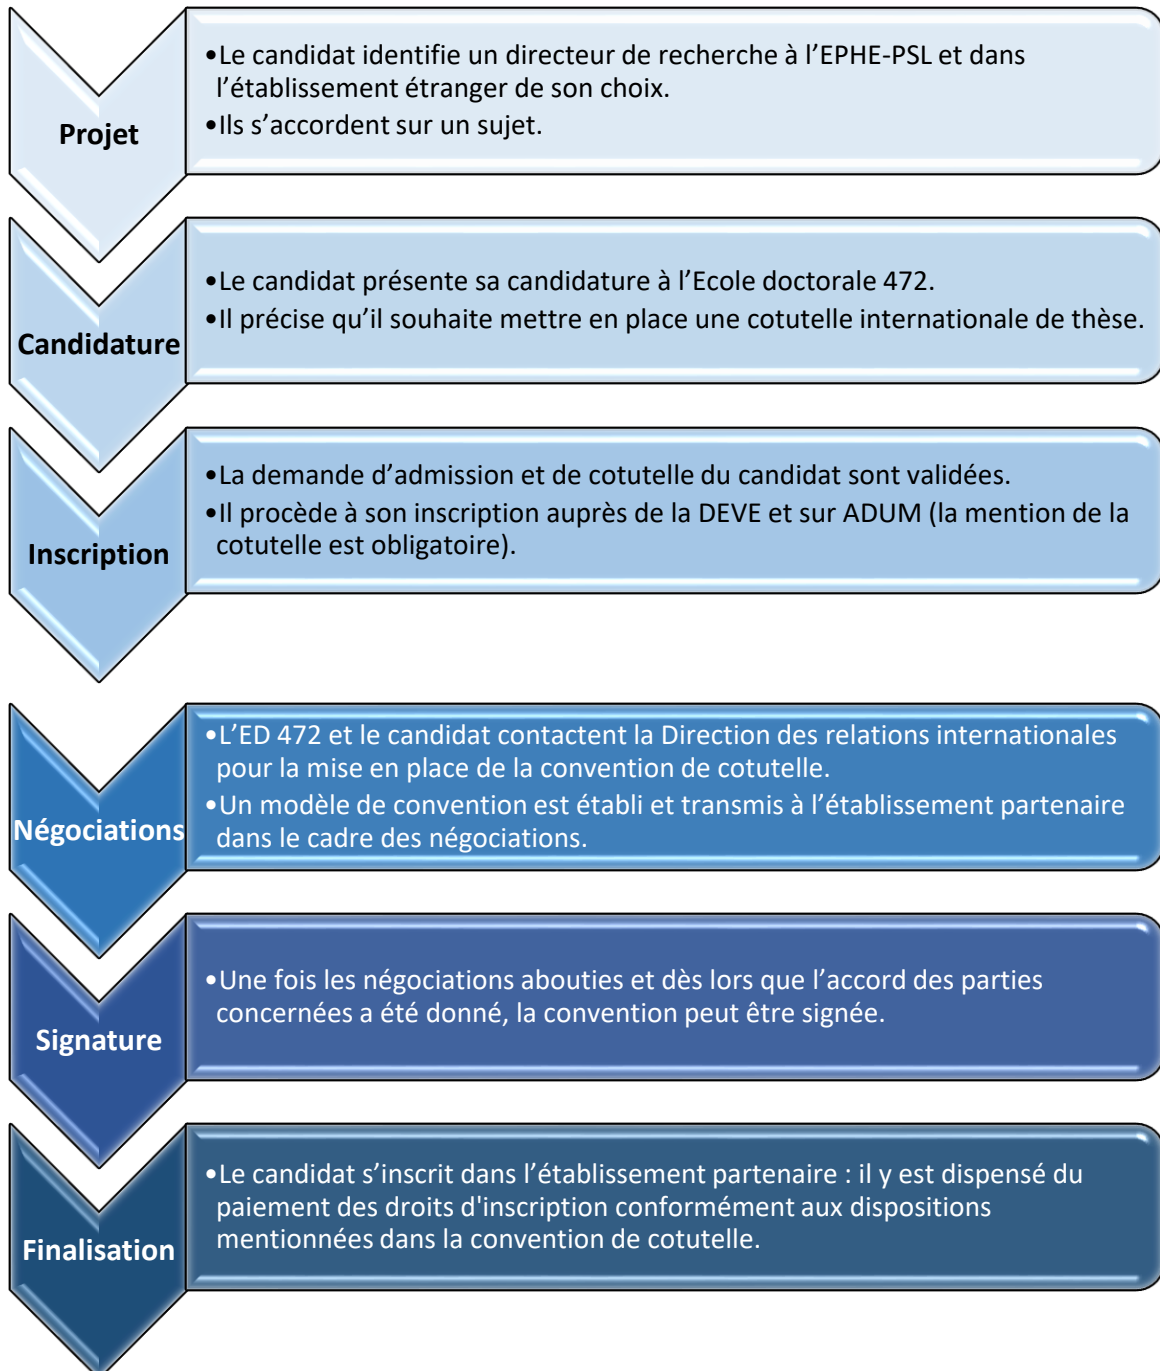 Projet
•Le candidat identifie un directeur de recherche à l’EPHE-PSL et dans
l’établissement étranger de son choix.
•Ils s’accordent sur un sujet.
Candidature
•Le candidat présente sa candidature à l’Ecole doctorale 472.
•Il précise qu’il souhaite mettre en place une cotutelle internationale de thèse.
Inscription
•La demande d’admission et de cotutelle du candidat sont validées.
•Il procède à son inscription auprès de la DEVE et sur ADUM (la mention de la
cotutelle est obligatoire).
Négociations
•L’ED 472 et le candidat contactent la Direction des relations internationales
pour la mise en place de la convention de cotutelle.
•Un modèle de convention est établi et transmis à l’établissement partenaire
dans le cadre des négociations.
Signature
•Une fois les négociations abouties et dès lors que l’accord des parties
concernées a été donné, la convention peut être signée.
Finalisation
•Le candidat s’inscrit dans l’établissement partenaire : il y est dispensé du
paiement des droits d'inscription conformément aux dispositions
mentionnées dans la convention de cotutelle.